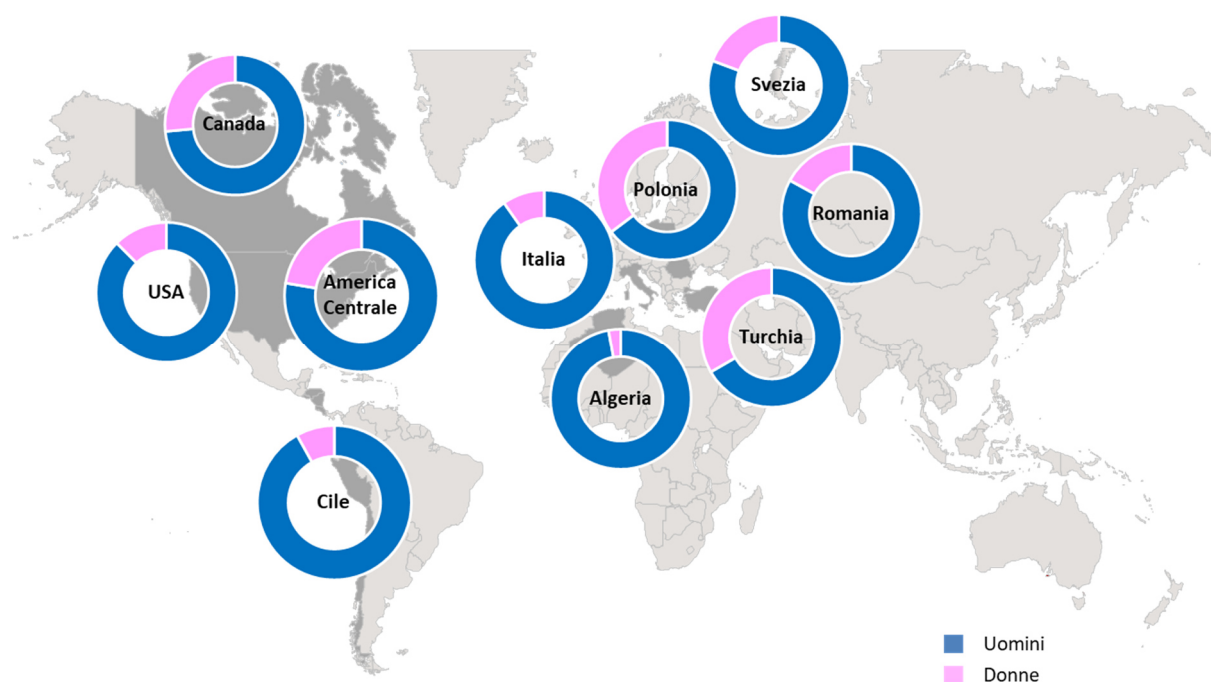 Svezia
Canada
Polonia
Romania
Italia
USA
America
Centrale
Turchia
Algeria
Cile
Uomini
Donne